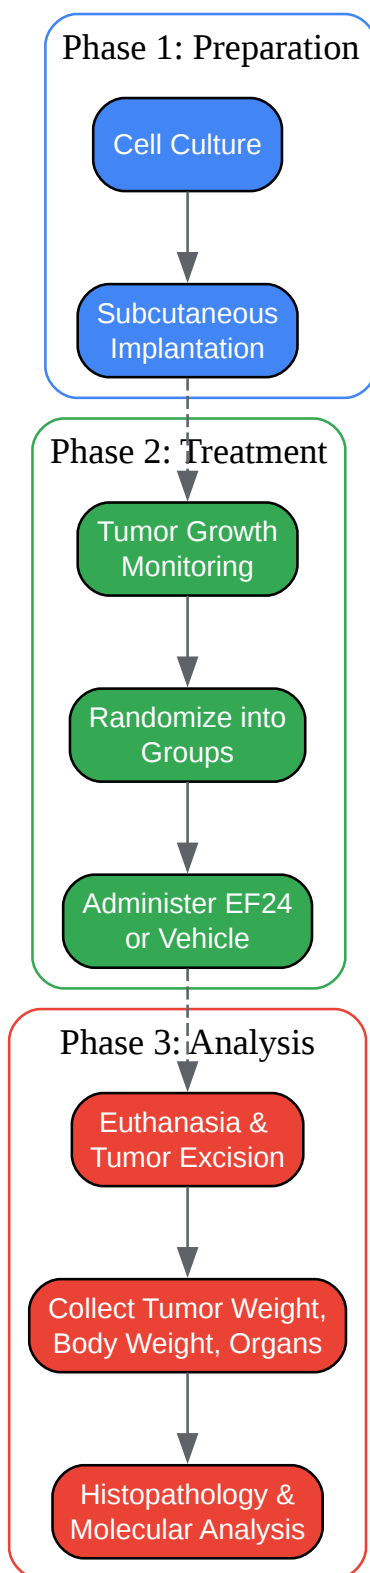 Phase 1: Preparation
Cell Culture
Subcutaneous
Implantation
Phase 2: Treatment
Tumor Growth
Monitoring
Randomize into
Groups
Administer EF24
or Vehicle
Phase 3: Analysis
Euthanasia &
Tumor Excision
Collect Tumor Weight,
Body Weight, Organs
Histopathology &
Molecular Analysis